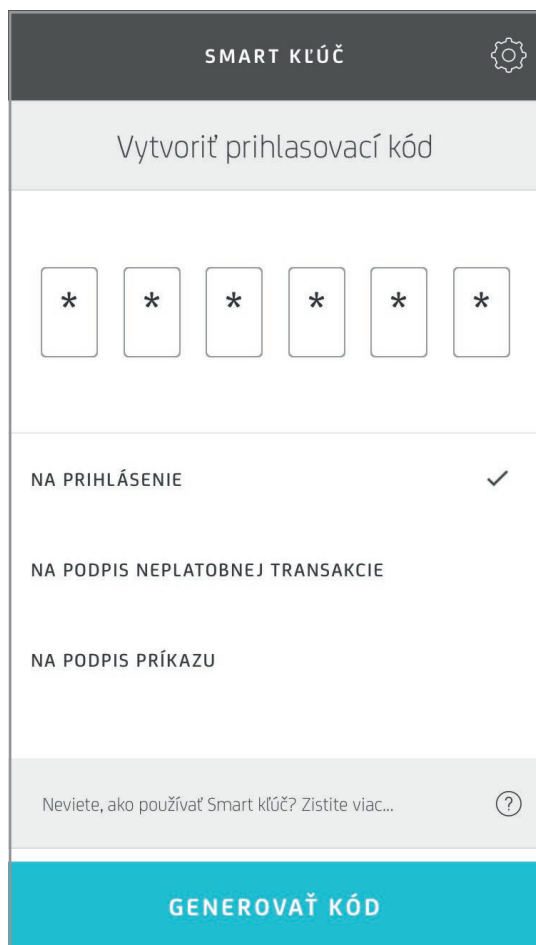 SMART KĽÚČ
Vytvoriť prihlasovací kód
* * * * * *
NA PRIHLÁSENIE
NA PODPIS NEPLATOBNEJ TRANSAKCIE
NA PODPIS PRÍKAZU
Neviete, ako používať Smart kľúč? Zistite viac... ?
GENEROVAŤ KÓD